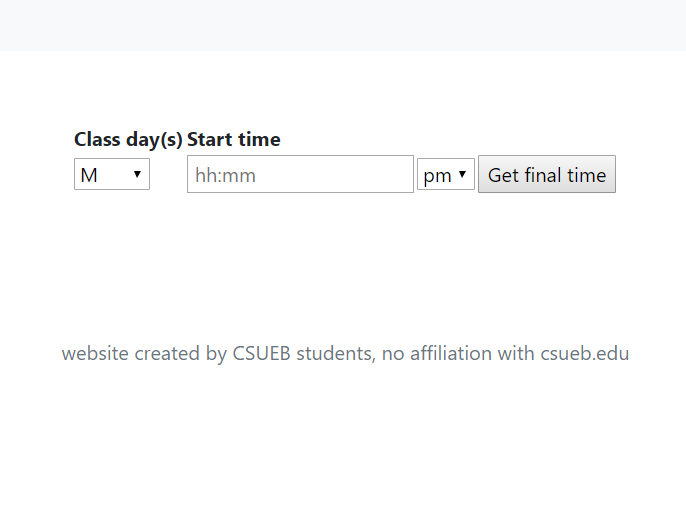 Class day(s) Start time
M hh:mm pm Get final time
website created by CSUEB students, no affiliation with csueb.edu